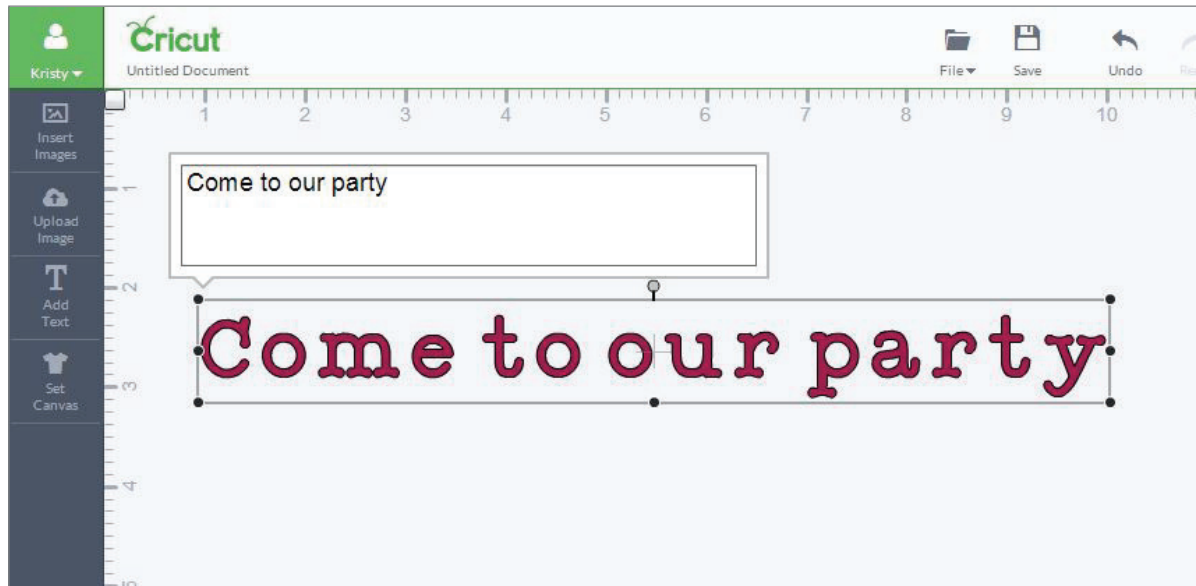 Kristy
Cricut
Untitled Document
File
Save
Undo
1 2 3 4 5 6 7 8 9 10
Insert
Images
Upload
Image
Add
Text
Set
Canvas
1
2
3
4
Come to our party
Come to our party